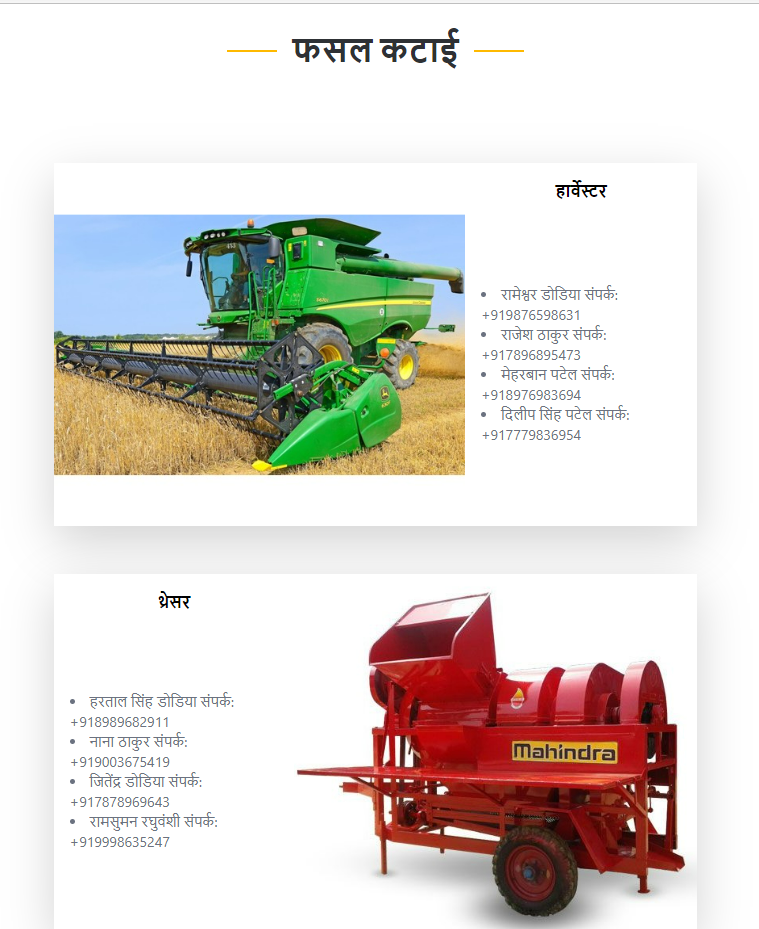 फसल कटाई
हार्वेस्टर
• रामेश्वर डोडिया संपर्क:
+919876598631
• राजेश ठाकुर संपर्क:
+917896895473
• मेहरबान पटेल संपर्क:
+918976983694
• दिलीप सिंह पटेल संपर्क:
+917779836954
थ्रेसर
• हरताल सिंह डोडिया संपर्क:
+918989682911
• नाना ठाकुर संपर्क:
+919003675419
• जितेंद्र डोडिया संपर्क:
+917878969643
• रामसुमन रघुवंशी संपर्क:
+919998635247
Mahindra